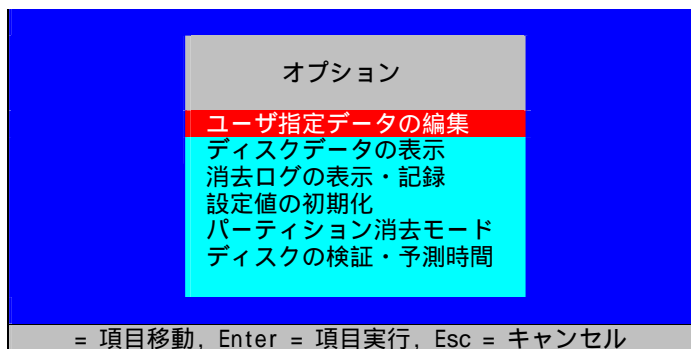 オプション
ユーザ指定データの編集
ディスクデータの表示
消去ログの表示・記録
設定値の初期化
パーティション消去モード
ディスクの検証・予測時間
= 項目移動, Enter = 項目実行, Esc = キャンセル